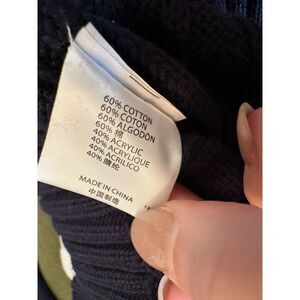 60% COTTON
60% COTON
60% ALGODÓN
60% 棉
40% ACRYLIC
40% ACRYLIQUE
40% ACRILICO
40% 腈纶
MADE IN CHINA
中国制造